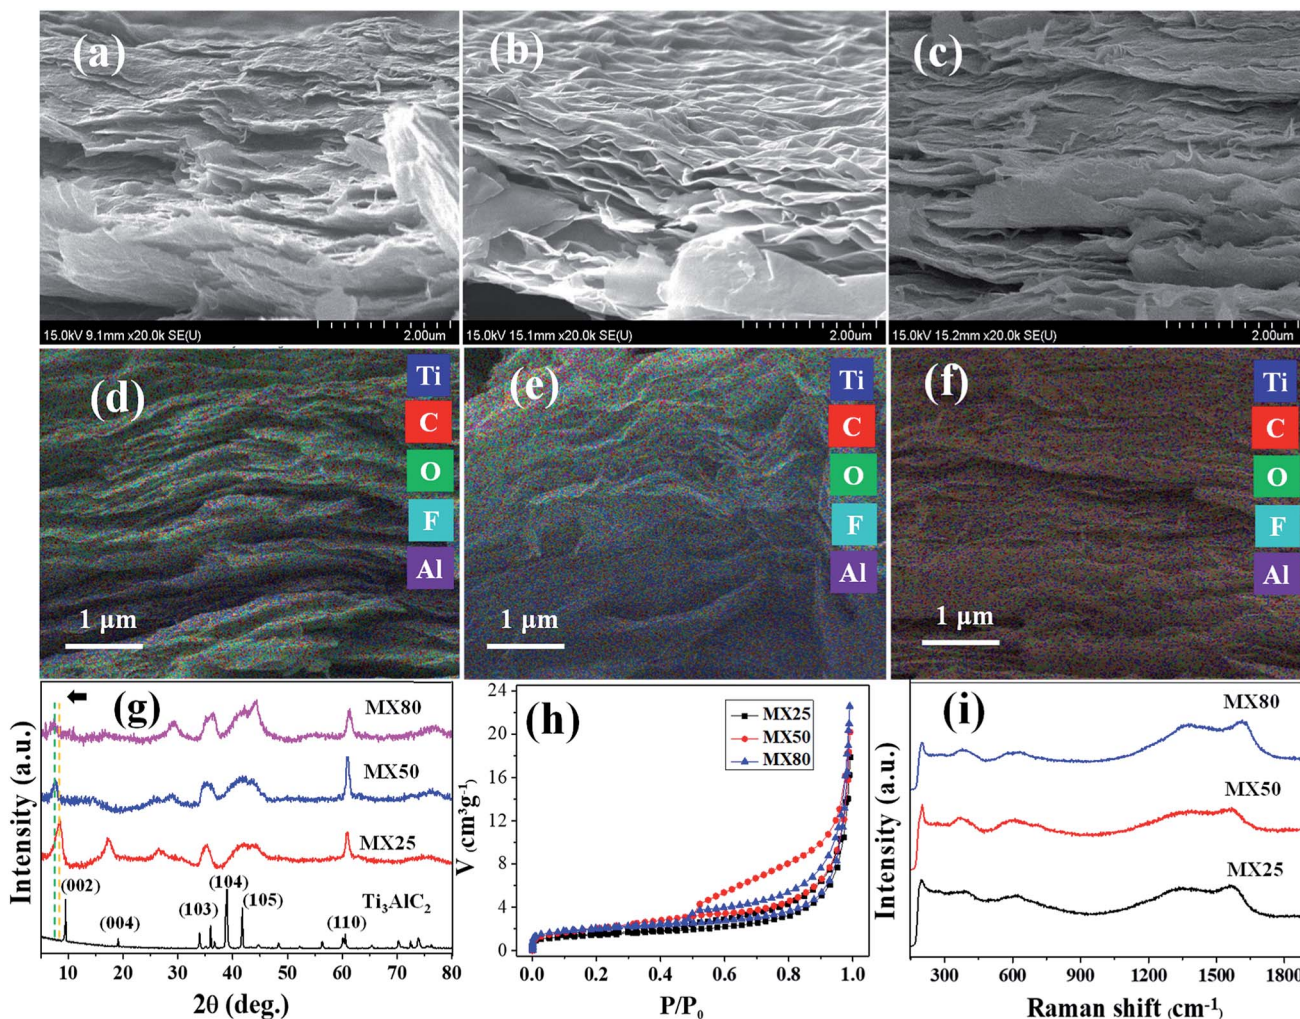 (a)
(b)
(c)
15.0kV 9.1mm x20.0k SE(U) 2.00um
15.0kV 15.1mm x20.0k SE(U) 2.00um
15.0kV 15.2mm x20.0k SE(U) 2.00um
(d)
Ti
C
O
F
Al
1 µm
(e)
Ti
C
O
F
Al
1 µm
(f)
Ti
C
O
F
Al
1 µm
(g)
Intensity (a.u.)
MX80
MX50
MX25
Ti₃AlC₂
(002)
(004)
(103)
(104)
(105)
(110)
10 20 30 40 50 60 70 80
2θ (deg.)
(h)
V (cm³g⁻¹)
24
20
16
12
8
4
0
MX25
MX50
MX80
0.0 0.2 0.4 0.6 0.8 1.0
P/P₀
(i)
Intensity (a.u.)
MX80
MX50
MX25
150 300 600 900 1200 1500 1800
Raman shift (cm⁻¹)